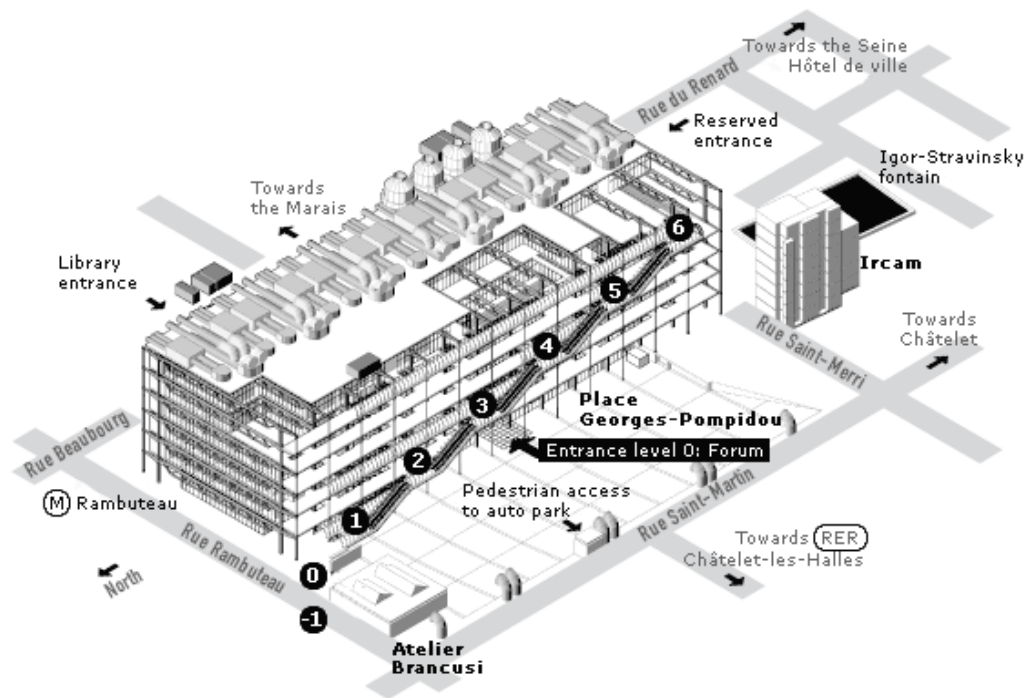 Towards the Seine
Hôtel de ville
Rue du Renard
Reserved
entrance
Igor-Stravinsky
fontain
Towards
the Marais
6
Library
entrance
Ircam
5
Towards
Châtelet
4
Rue Saint-Merri
3
Place
Georges-Pompidou
Rue Beaubourg
Entrance level 0: Forum
2
M Rambuteau
Pedestrian access
to auto park
Rue Saint-Martin
1
Rue Rambuteau
Towards RER
Châtelet-les-Halles
North
0
-1
Atelier
Brancusi